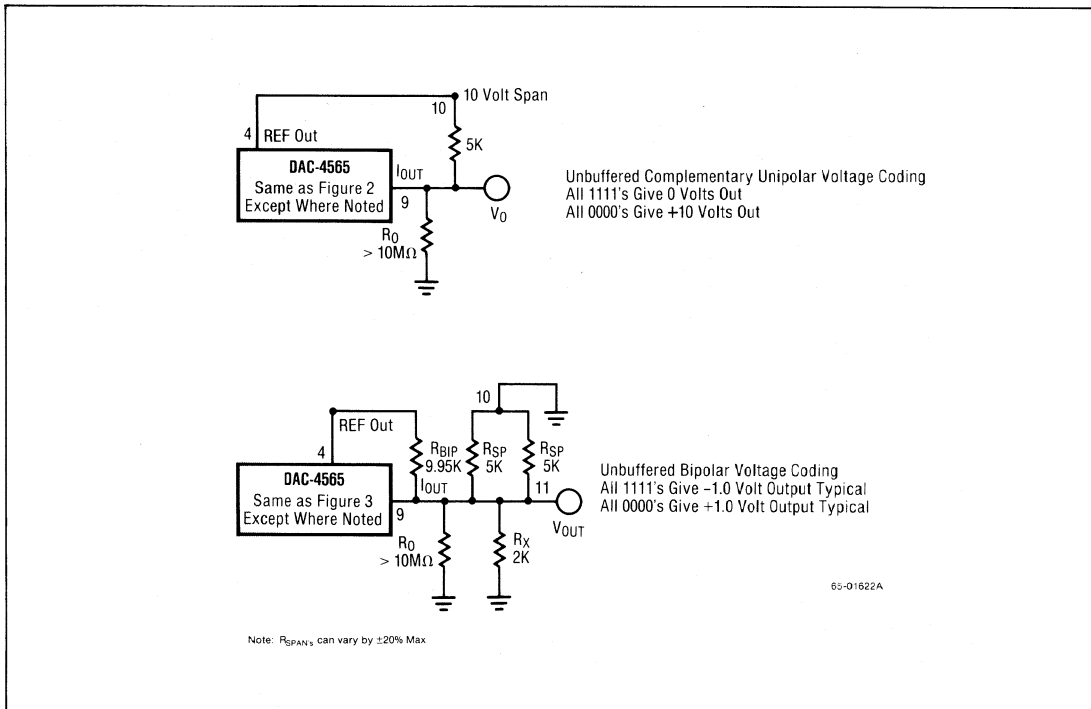 10 Volt Span
10
4 REF Out
5K
DAC-4565
Same as Figure 2
Except Where Noted
IOUT
9
VO
RO
> 10MΩ
Unbuffered Complementary Unipolar Voltage Coding
All 1111's Give 0 Volts Out
All 0000's Give +10 Volts Out
10
REF Out
4
RBIP
9.95K
RSP
5K
RSP
5K
DAC-4565
Same as Figure 3
Except Where Noted
IOUT
9
11
VOUT
RO
> 10MΩ
RX
2K
Unbuffered Bipolar Voltage Coding
All 1111's Give –1.0 Volt Output Typical
All 0000's Give +1.0 Volt Output Typical
65-01622A
Note: RSPAN's can vary by ±20% Max